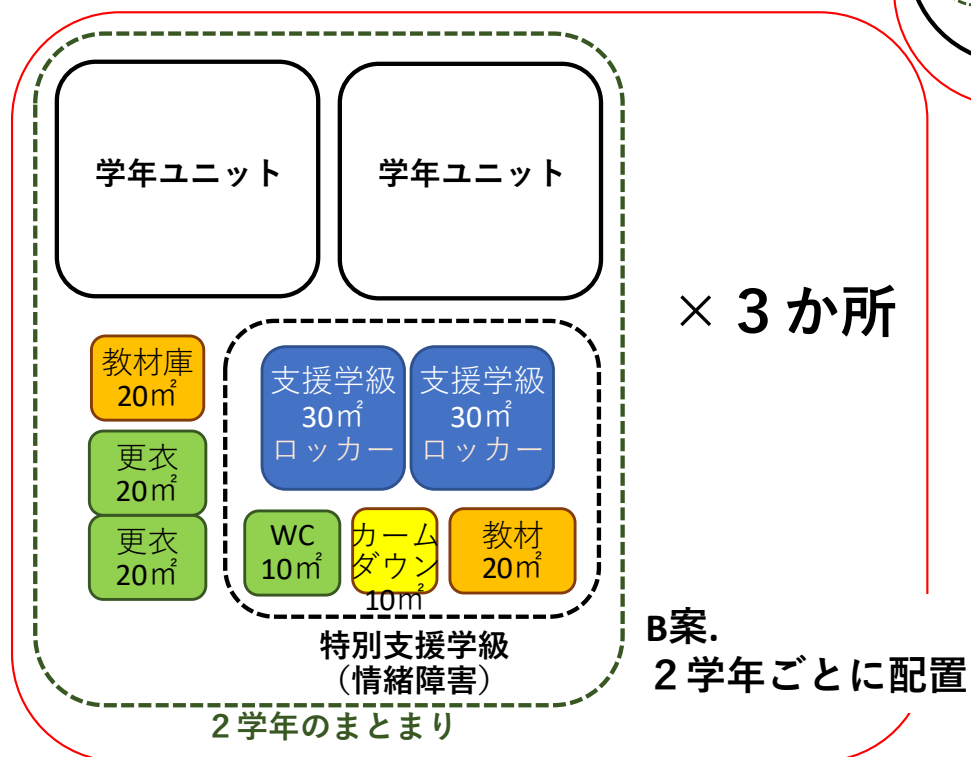 学年ユニット
学年ユニット
× ３か所
教材庫
20㎡
更衣
20㎡
更衣
20㎡
支援学級
30㎡
ロッカー
支援学級
30㎡
ロッカー
WC
10㎡
カーム
ダウン
10㎡
教材
20㎡
特別支援学級
（情緒障害）
２学年のまとまり
B案.
２学年ごとに配置